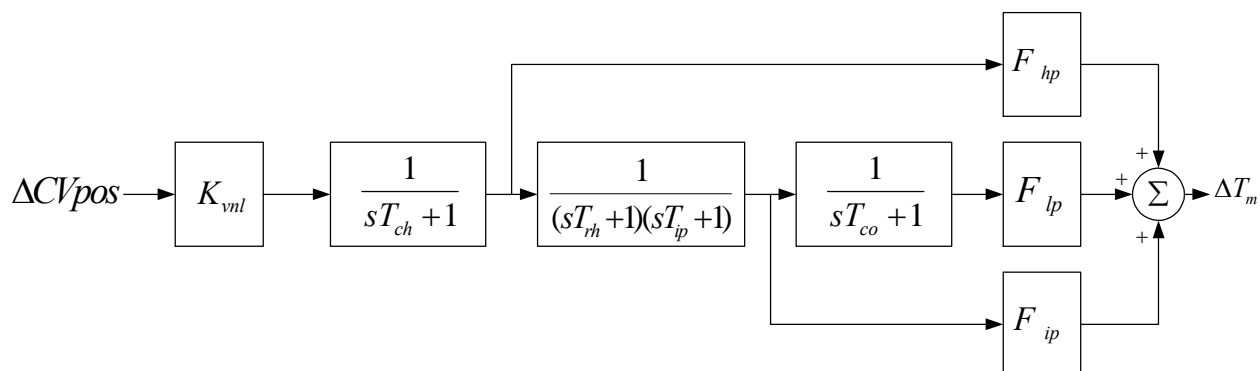 F_hp
ΔCVpos
K_vnl
1
sT_ch + 1
1
(sT_rh + 1)(sT_ip + 1)
1
sT_co + 1
F_lp
+
+
+
Σ
ΔT_m
F_ip